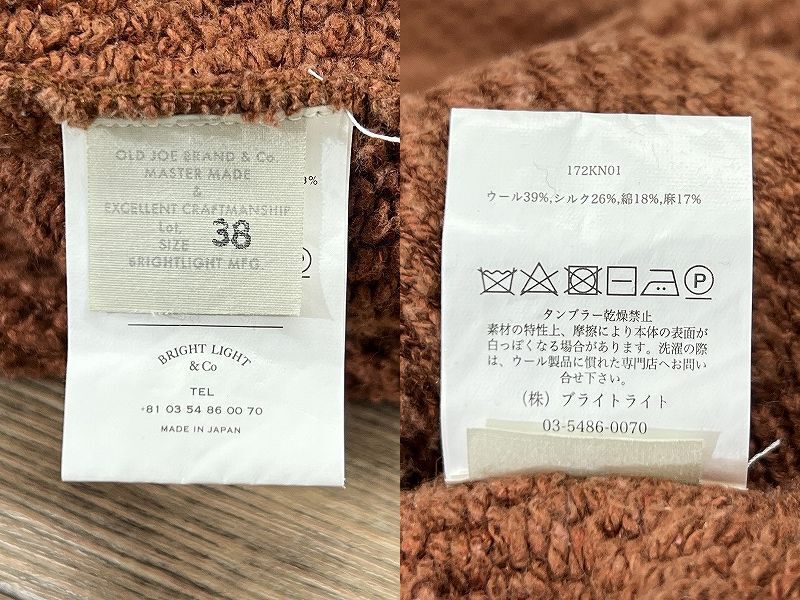 OLD JOE BRAND & Co.
MASTER MADE
&
EXCELLENT CRAFTMANSHIP
Lot.
SIZE 38
BRIGHTLIGHT MFG.
%
BRIGHT LIGHT
& Co
TEL
+81 03 54 86 00 70
MADE IN JAPAN
172KN01
ウール39%,シルク26%,綿18%,麻17%
P
タンブラー乾燥禁止
素材の特性上、摩擦により本体の表面が
白っぽくなる場合があります。洗濯の際
は、ウール製品に慣れた専門店へお問い
合せ下さい。
(株) ブライトライト
03-5486-0070